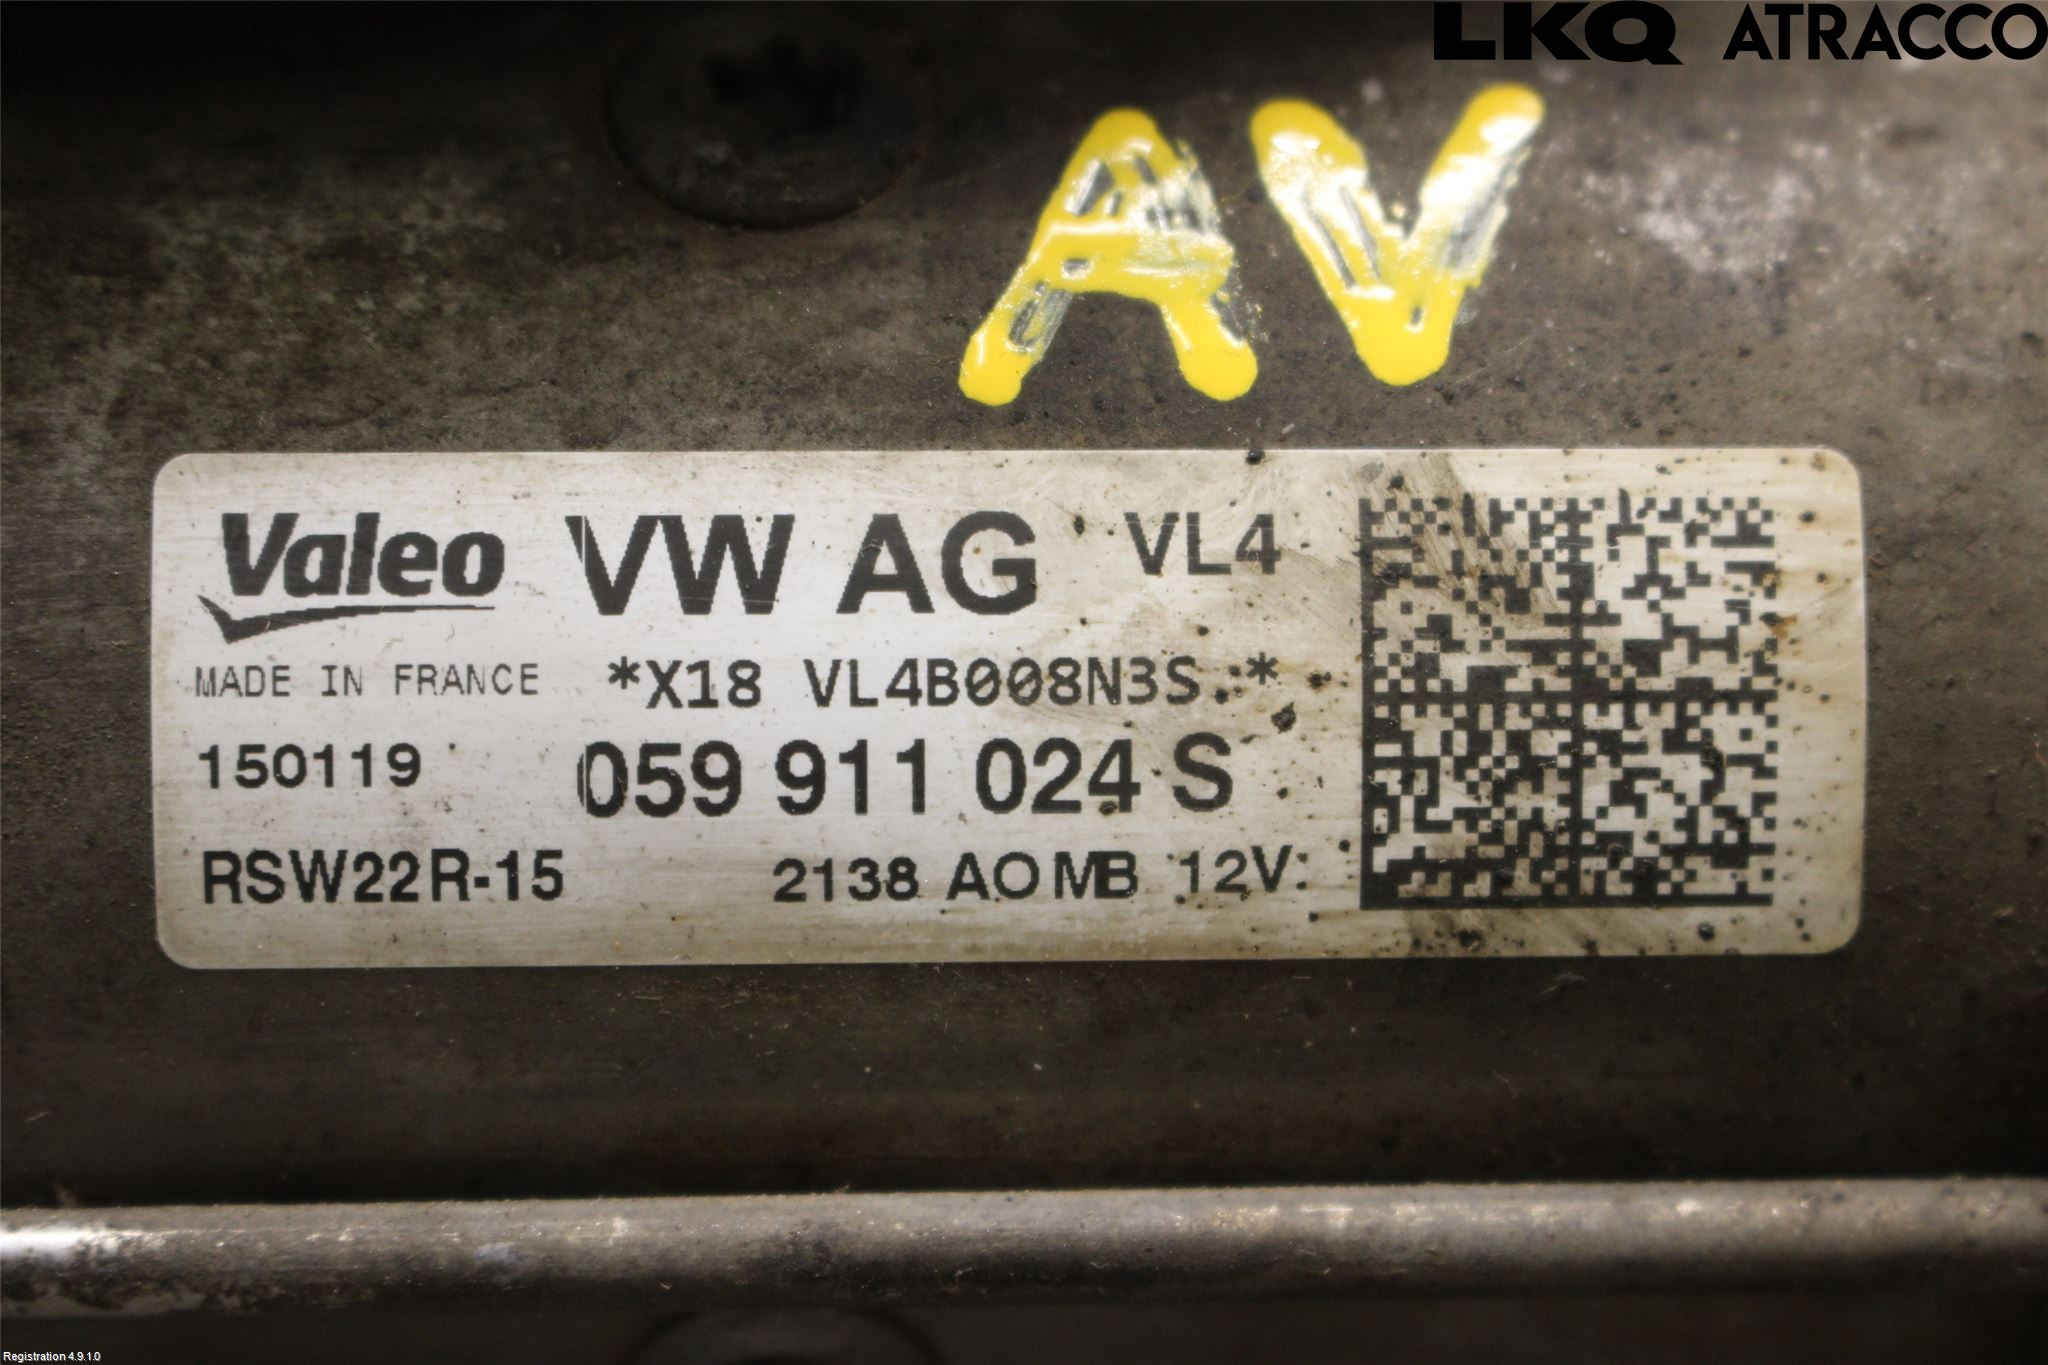 LKQ ATRACCO
AV
Valeo VW AG VL4
MADE IN FRANCE *X18 VL4B008N3S.*
150119 059 911 024 S
RSW22R-15 2138 AOMB 12V
Registration 4.9.1.0